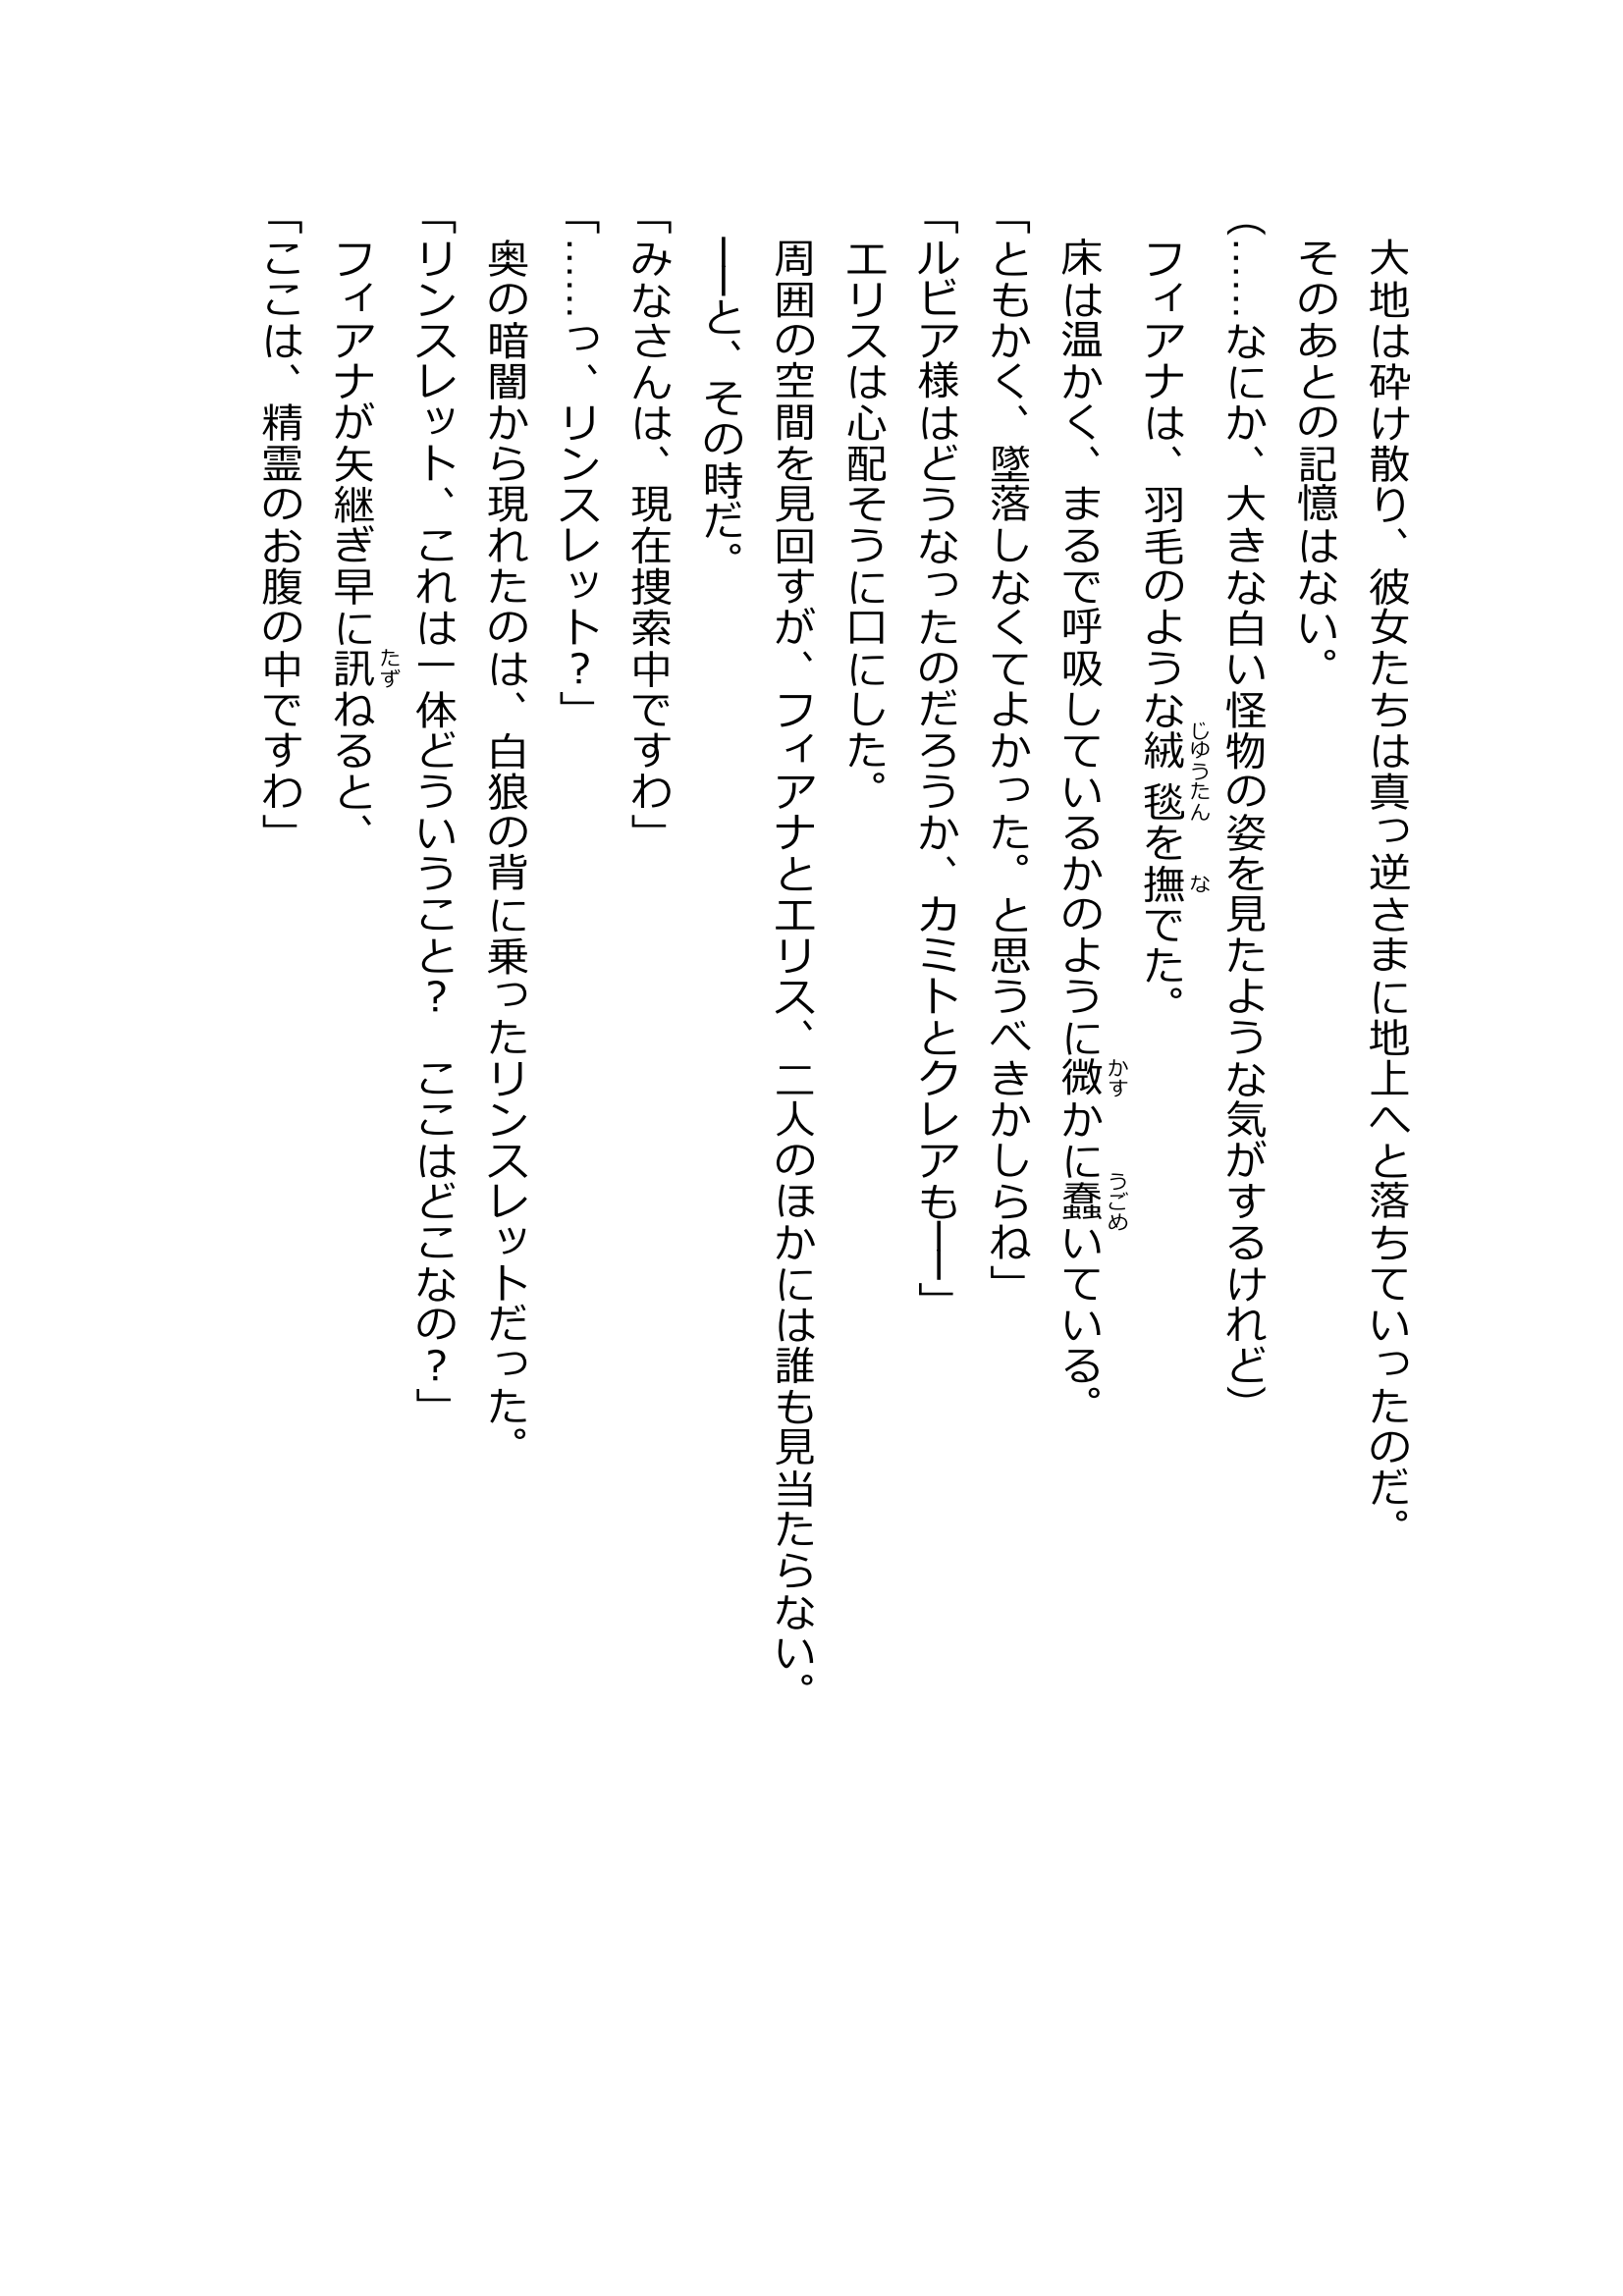 大地は砕け散り、彼女たちは真っ逆さまに地上へと落ちていったのだ。
　そのあとの記憶はない。
（……なにか、大きな白い怪物の姿を見たような気がするけれど）
　フィアナは、羽毛のような絨毯を撫でた。
　床は温かく、まるで呼吸しているかのように微かに蠢いている。
「ともかく、墜落しなくてよかった。と思うべきかしらね」
「ルビア様はどうなったのだろうか、カミトとクレアも――」
　エリスは心配そうに口にした。
　周囲の空間を見回すが、フィアナとエリス、二人のほかには誰も見当たらない。
　――と、その時だ。
「みなさんは、現在捜索中ですわ」
「……っ、リンスレット？」
　奥の暗闇から現れたのは、白狼の背に乗ったリンスレットだった。
「リンスレット、これは一体どういうこと？　ここはどこなの？」
　フィアナが矢継ぎ早に訊ねると、
「ここは、精霊のお腹の中ですわ」